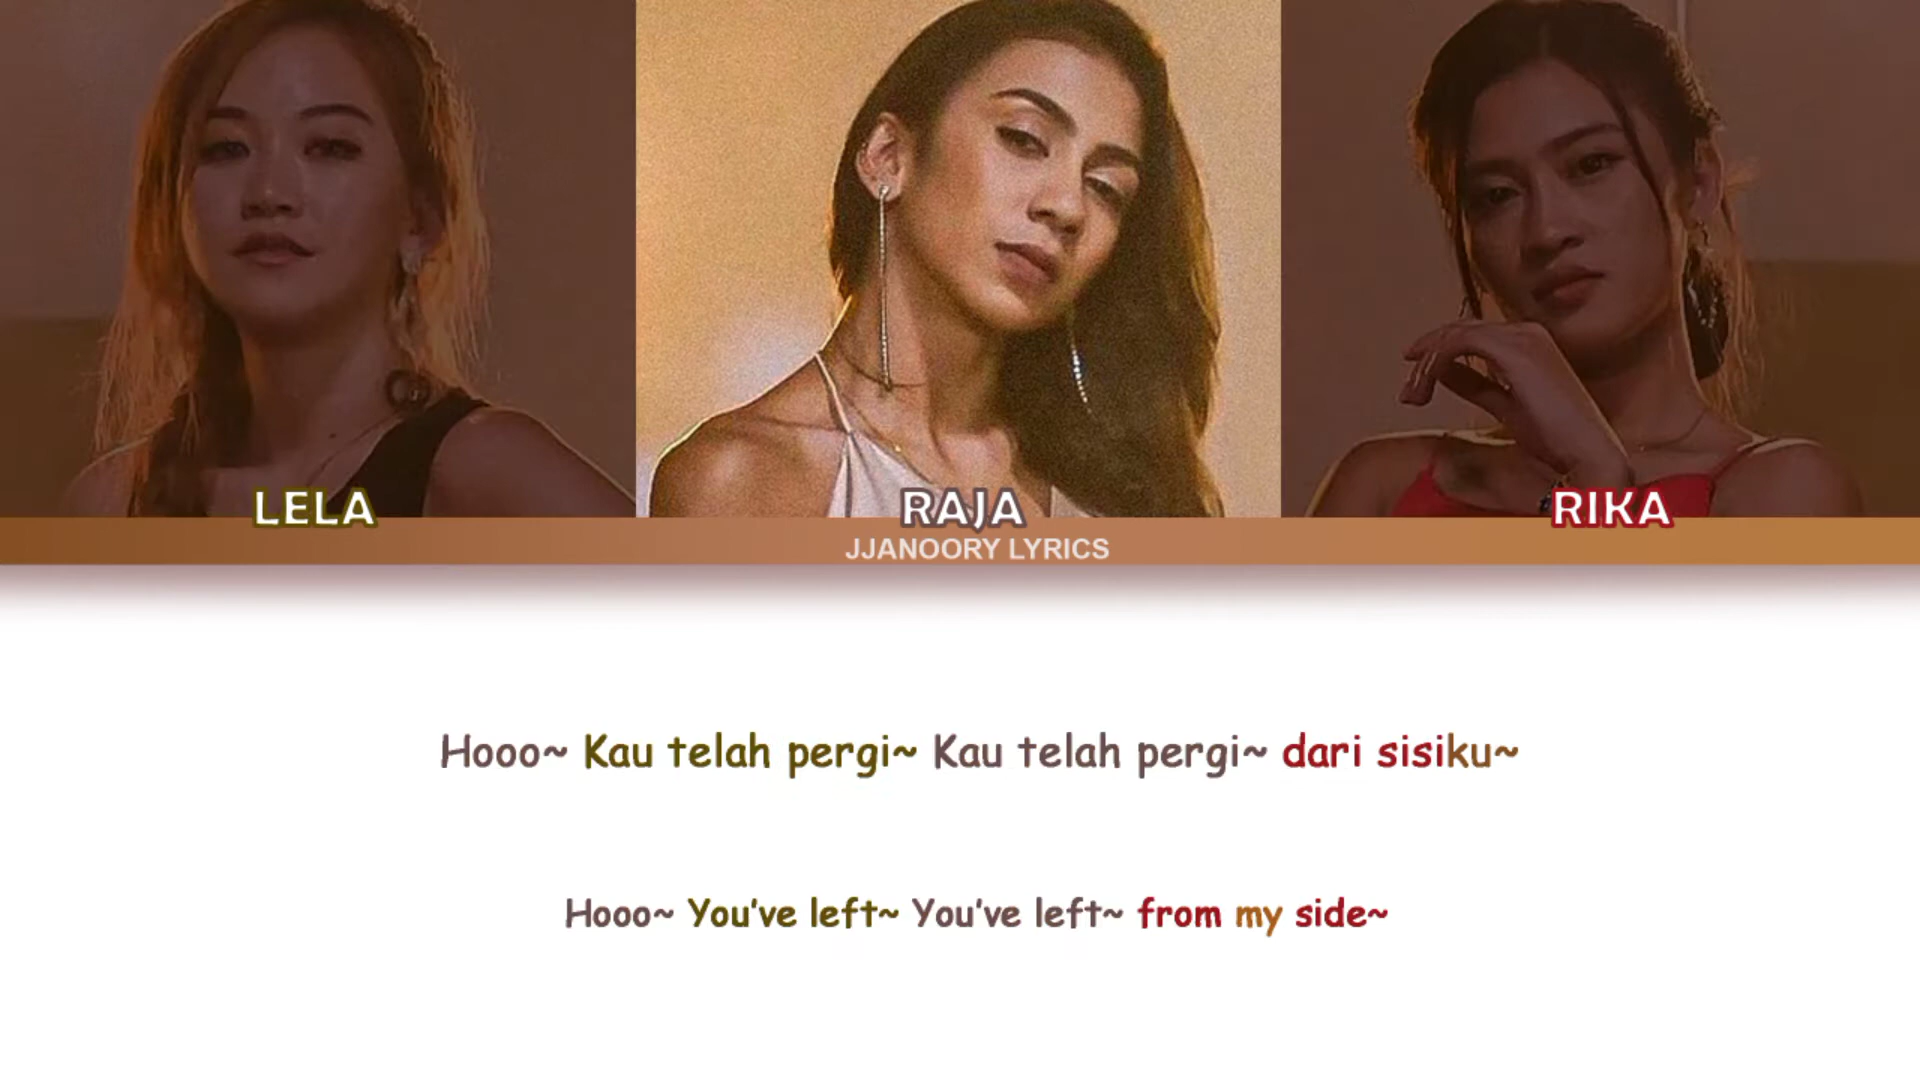 LELA RAJA RIKA
JJANOORY LYRICS
Hooo~ Kau telah pergi~ Kau telah pergi~ dari sisiku~
Hooo~ You've left~ You've left~ from my side~